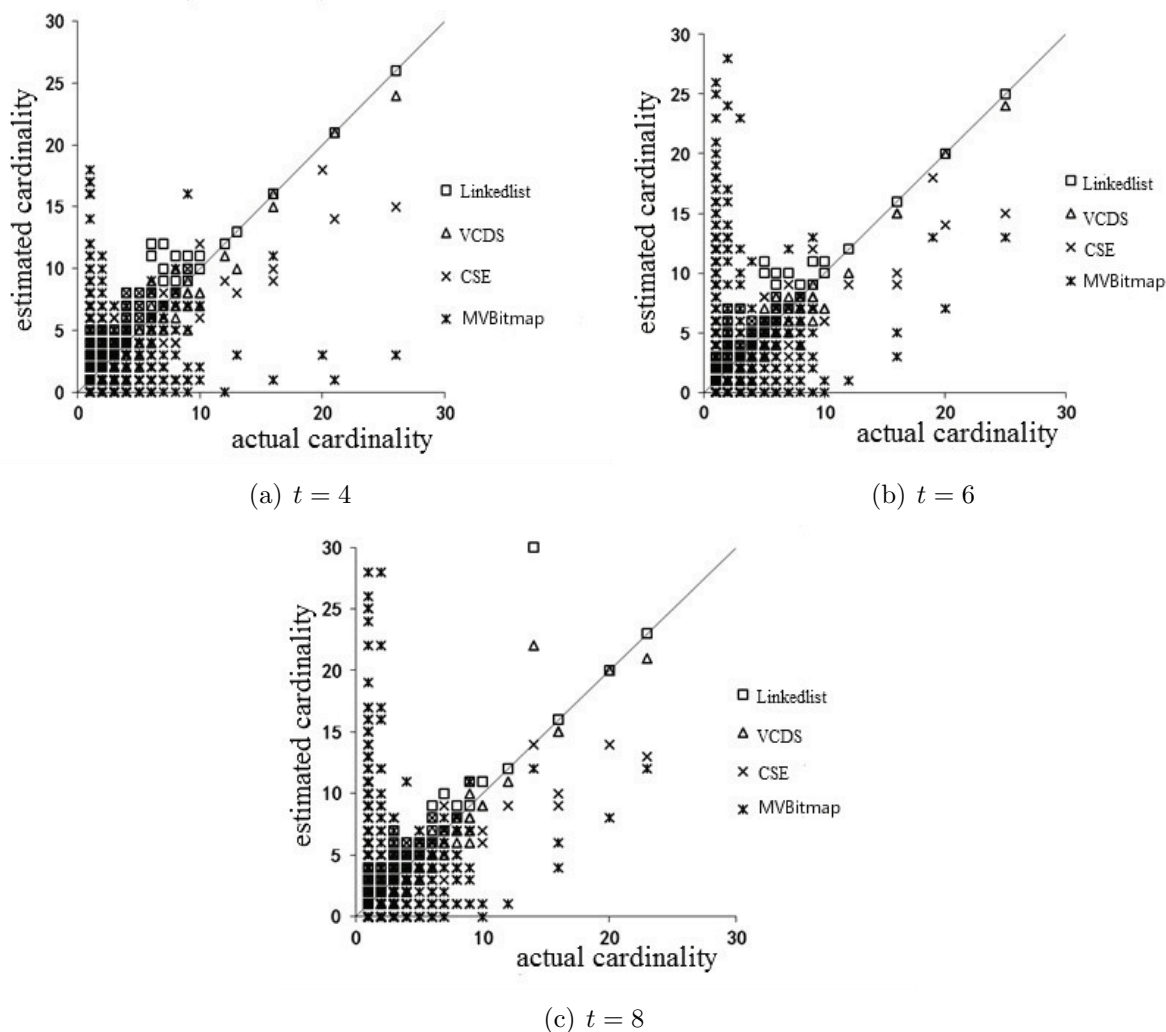 30
25
20
15
10
5
0
0 10 20 30
estimated cardinality
actual cardinality
Linkedlist
VCDS
CSE
MVBitmap
(a) t = 4
30
25
20
15
10
5
0
0 10 20 30
estimated cardinality
actual cardinality
Linkedlist
VCDS
CSE
MVBitmap
(b) t = 6
30
25
20
15
10
5
0
0 10 20 30
estimated cardinality
actual cardinality
Linkedlist
VCDS
CSE
MVBitmap
(c) t = 8